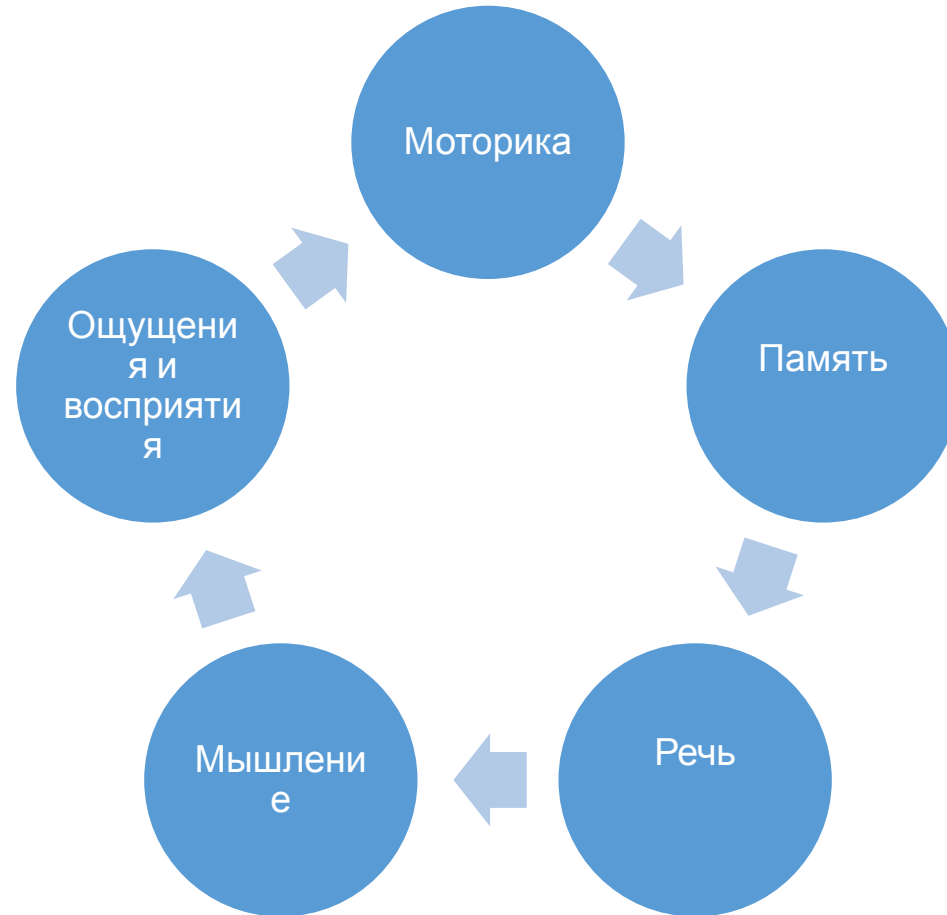 Моторика
Память
Речь
Мышлени
е
Ощущени
я и
восприяти
я